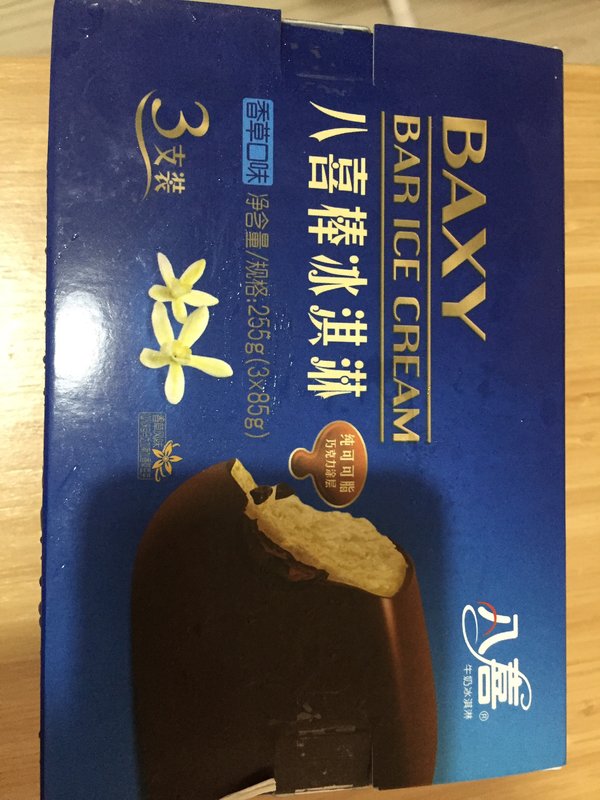 BAXY
BAR ICE CREAM
八喜棒冰淇淋
香草口味 净含量/规格:255g(3x85g)
3支装
纯可可脂
巧克力涂层
八喜®
牛奶冰淇淋